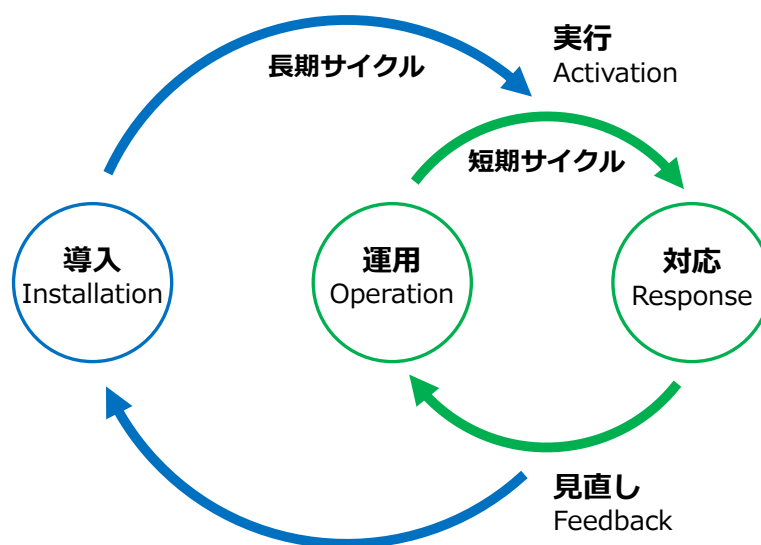 実行
Activation
長期サイクル
短期サイクル
導入
Installation
運用
Operation
対応
Response
見直し
Feedback